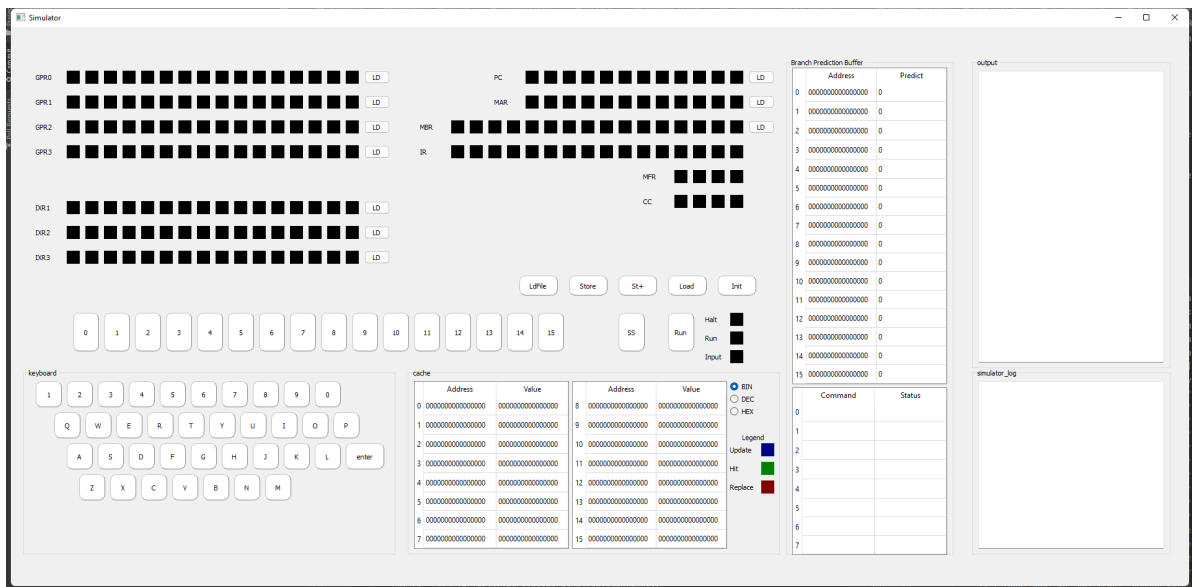 Simulator
GPR0 LD PC LD
GPR1 LD MAR LD
GPR2 LD MBR LD
GPR3 LD IR
MFR
CC
IXR1 LD
IXR2 LD
IXR3 LD
LdFile Store St+ Load Init
0 1 2 3 4 5 6 7 8 9 10 11 12 13 14 15 SS Run
Halt
Run
Input
keyboard
1 2 3 4 5 6 7 8 9 0
Q W E R T Y U I O P
A S D F G H J K L enter
Z X C V B N M
cache
Address Value Address Value
0 0000000000000000 0000000000000000 8 0000000000000000 0000000000000000
1 0000000000000000 0000000000000000 9 0000000000000000 0000000000000000
2 0000000000000000 0000000000000000 10 0000000000000000 0000000000000000
3 0000000000000000 0000000000000000 11 0000000000000000 0000000000000000
4 0000000000000000 0000000000000000 12 0000000000000000 0000000000000000
5 0000000000000000 0000000000000000 13 0000000000000000 0000000000000000
6 0000000000000000 0000000000000000 14 0000000000000000 0000000000000000
7 0000000000000000 0000000000000000 15 0000000000000000 0000000000000000
BIN
DEC
HEX
Legend
Update
Hit
Replace
Branch Prediction Buffer
Address Predict
0 0000000000000000 0
1 0000000000000000 0
2 0000000000000000 0
3 0000000000000000 0
4 0000000000000000 0
5 0000000000000000 0
6 0000000000000000 0
7 0000000000000000 0
8 0000000000000000 0
9 0000000000000000 0
10 0000000000000000 0
11 0000000000000000 0
12 0000000000000000 0
13 0000000000000000 0
14 0000000000000000 0
15 0000000000000000 0
Command Status
0
1
2
3
4
5
6
7
output
simulator_log